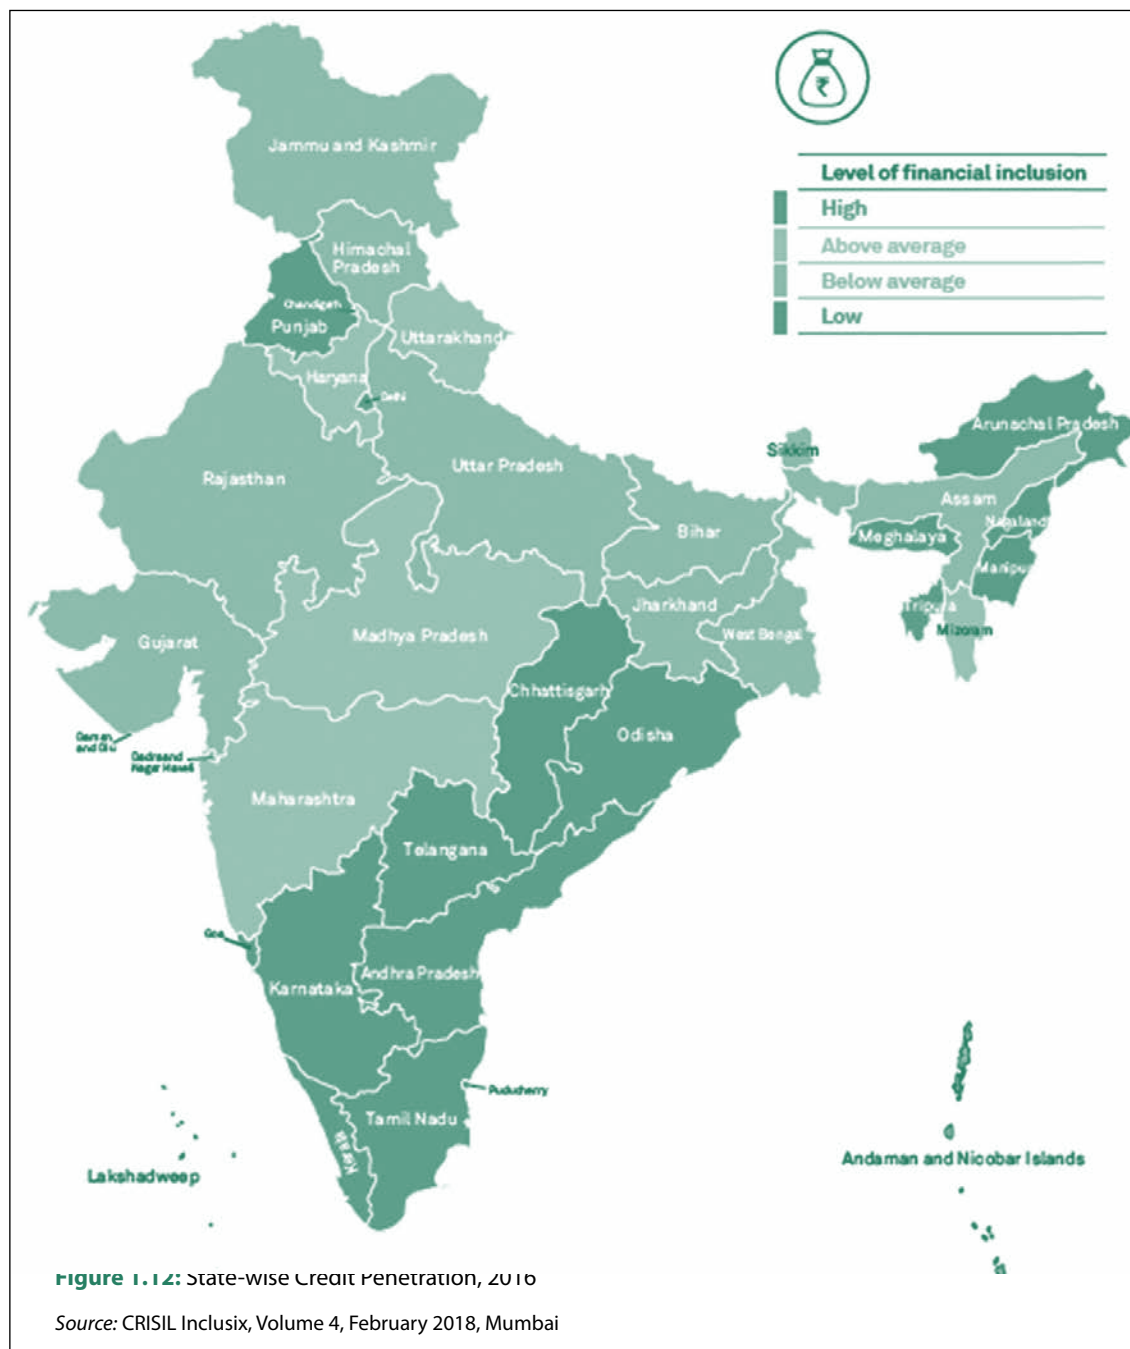 ₹
Level of financial inclusion
High
Above average
Below average
Low
Jammu and Kashmir
Himachal
Pradesh
Chandigarh
Punjab
Uttarakhand
Haryana
Delhi
Arunachal Pradesh
Sikkim
Uttar Pradesh
Rajasthan
Assam
Nagaland
Bihar
Meghalaya
Manipur
Jharkhand
Tripura
Mizoram
West Bengal
Madhya Pradesh
Gujarat
Chhattisgarh
Odisha
Daman
and Diu
Dadra and
Nagar Haveli
Maharashtra
Telangana
Goa
Andhra Pradesh
Karnataka
Puducherry
Tamil Nadu
Kerala
Andaman and Nicobar Islands
Lakshadweep
Figure 1.12: State-wise Credit Penetration, 2016
Source: CRISIL Inclusix, Volume 4, February 2018, Mumbai